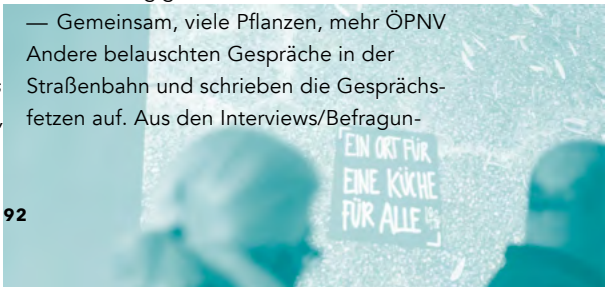 — Gemeinsam, viele Pflanzen, mehr ÖPNV
Andere belauschten Gespräche in der
Straßenbahn und schrieben die Gesprächs-
fetzen auf. Aus den Interviews/Befragun-
EIN ORT FÜR
EINE KÜCHE
FÜR ALLE
92